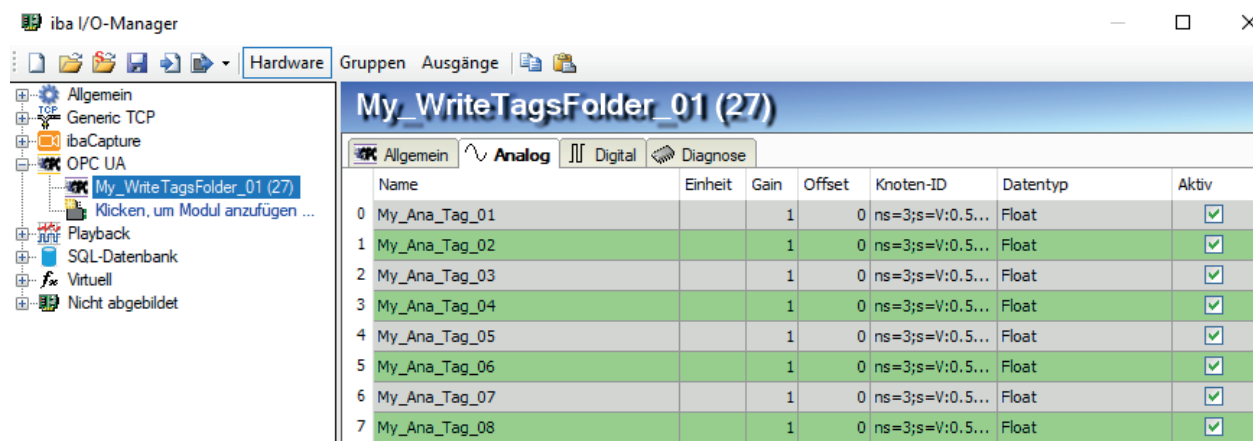 iba I/O-Manager
Hardware Gruppen Ausgänge
Allgemein
Generic TCP
ibaCapture
OPC UA
My_WriteTagsFolder_01 (27)
Klicken, um Modul anzufügen ...
Playback
SQL-Datenbank
Virtuell
Nicht abgebildet
My_WriteTagsFolder_01 (27)
Allgemein Analog Digital Diagnose
Name Einheit Gain Offset Knoten-ID Datentyp Aktiv
0 My_Ana_Tag_01 1 0 ns=3;s=V:0.5... Float
1 My_Ana_Tag_02 1 0 ns=3;s=V:0.5... Float
2 My_Ana_Tag_03 1 0 ns=3;s=V:0.5... Float
3 My_Ana_Tag_04 1 0 ns=3;s=V:0.5... Float
4 My_Ana_Tag_05 1 0 ns=3;s=V:0.5... Float
5 My_Ana_Tag_06 1 0 ns=3;s=V:0.5... Float
6 My_Ana_Tag_07 1 0 ns=3;s=V:0.5... Float
7 My_Ana_Tag_08 1 0 ns=3;s=V:0.5... Float